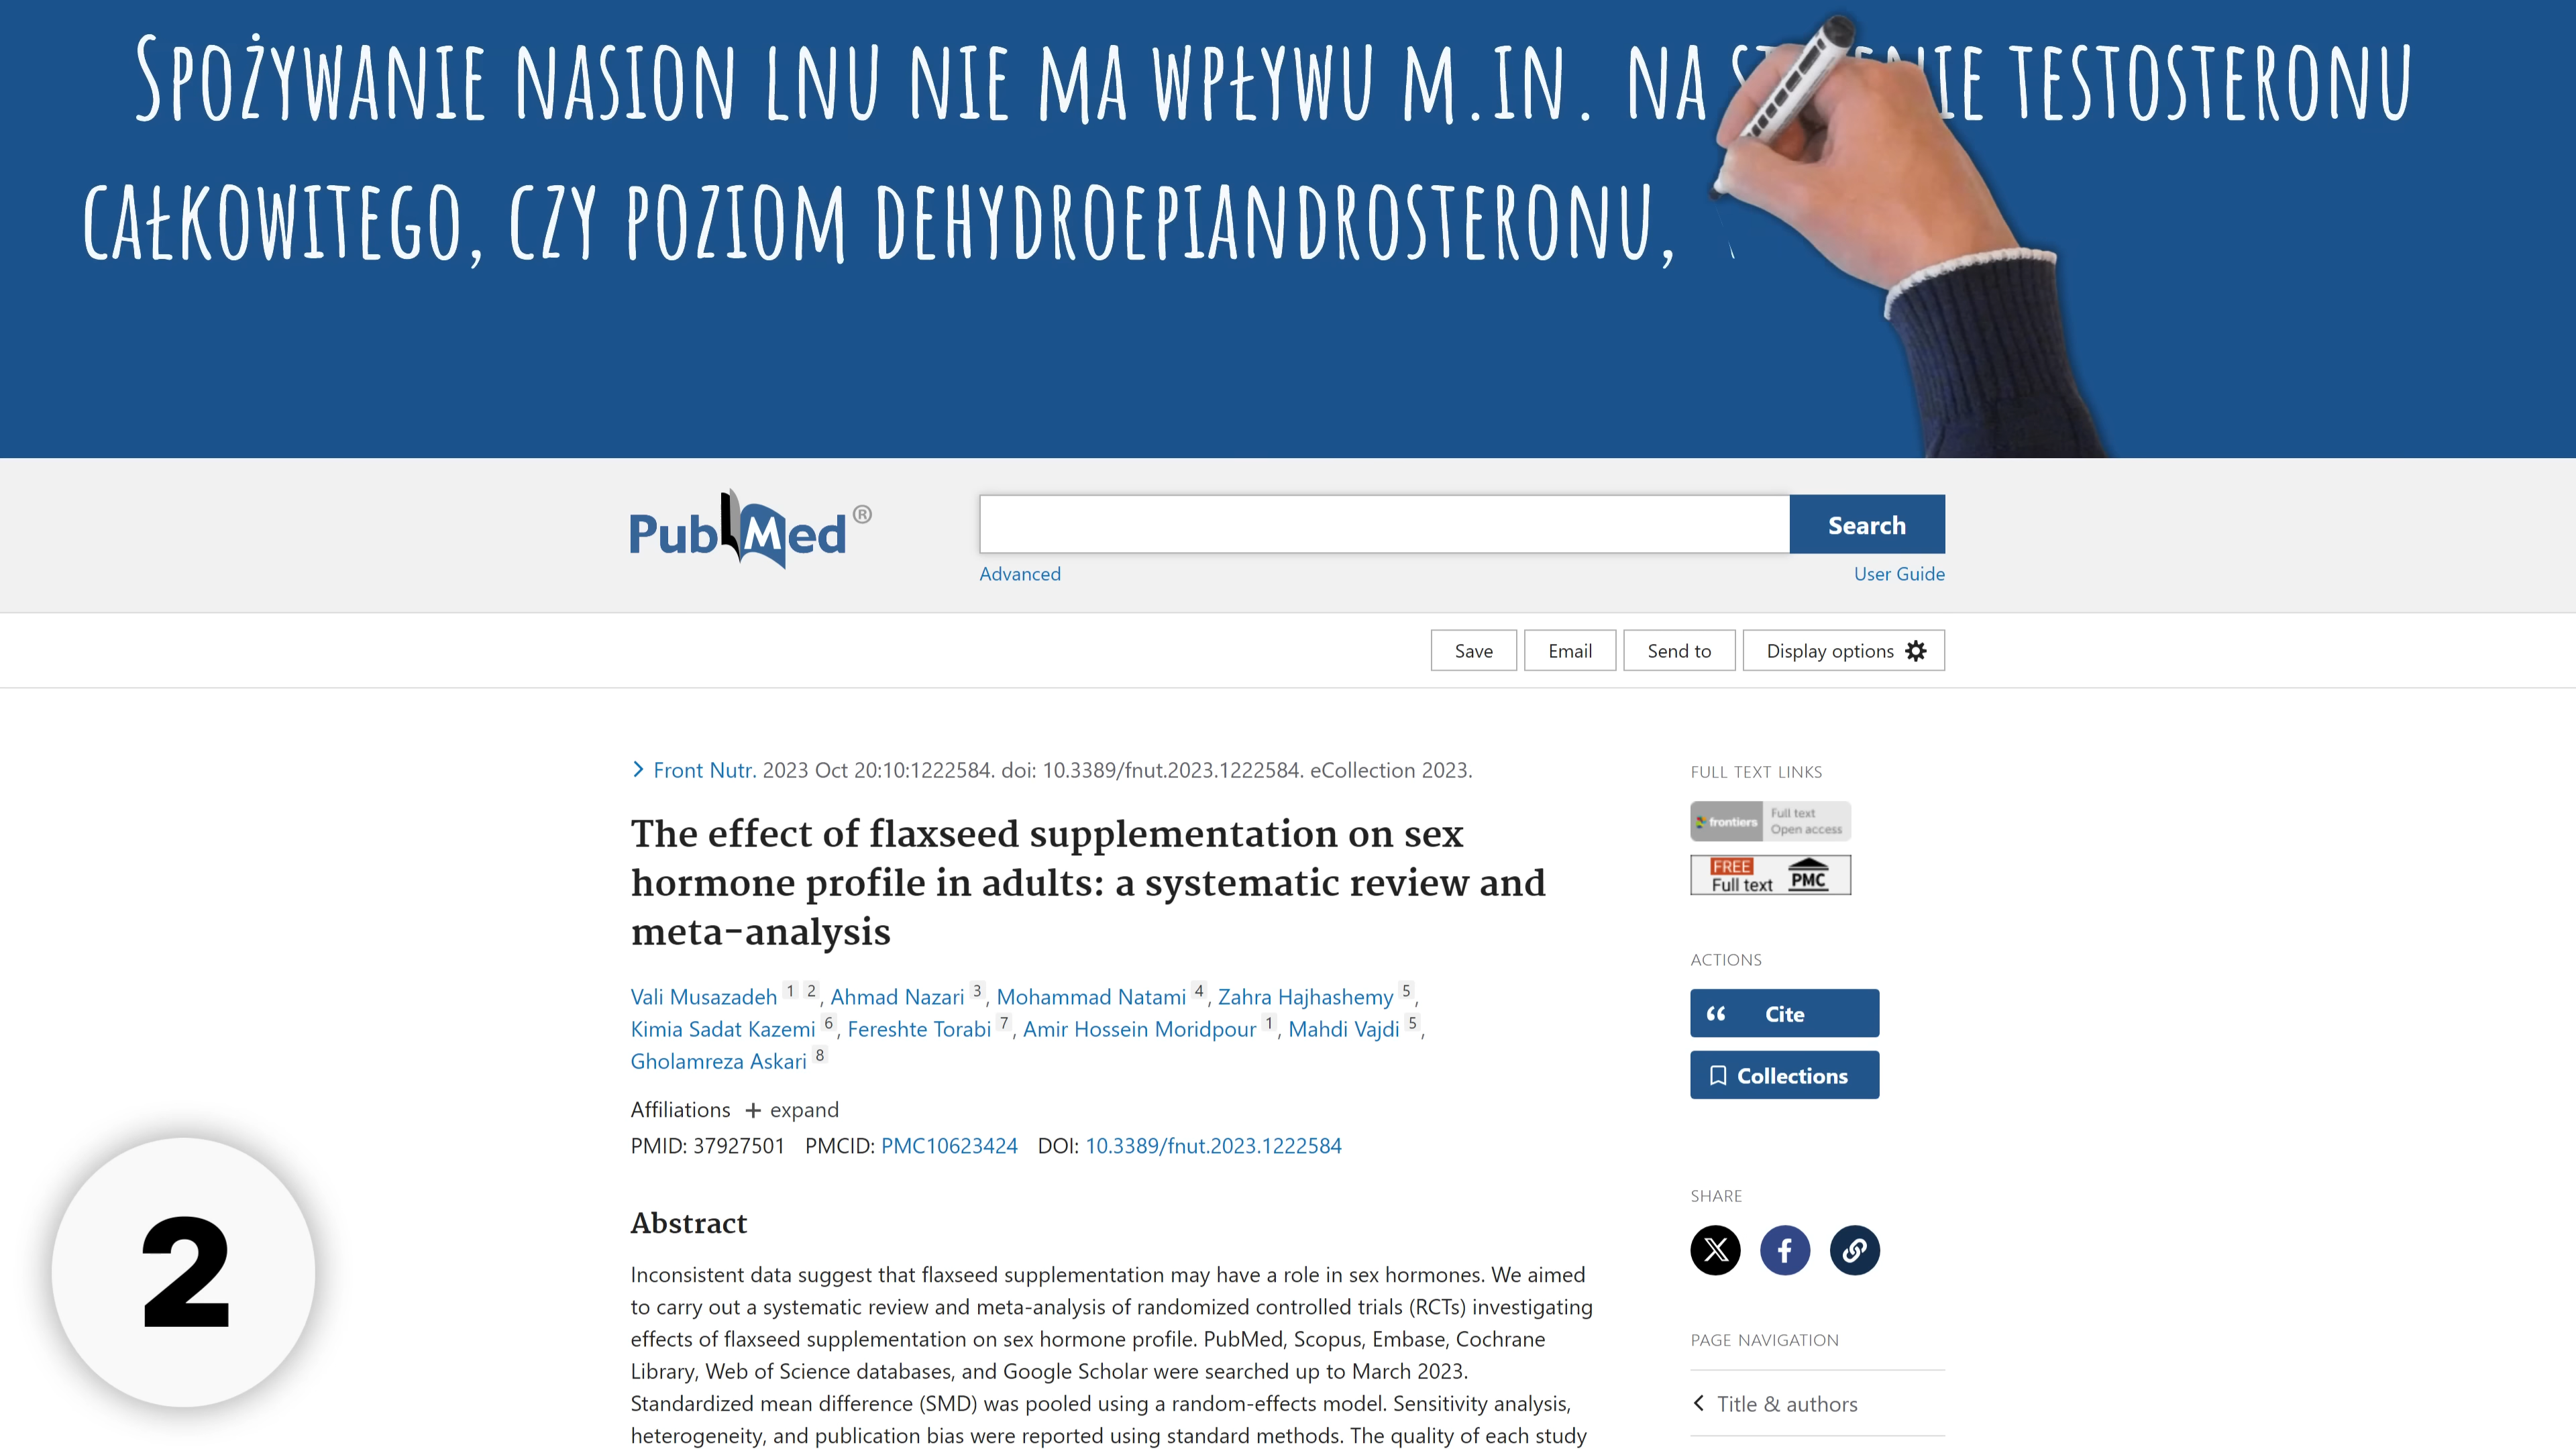 Spożywanie nasion lnu nie ma wpływu m.in. na testosteronu
całkowitego, czy poziom dehydroepiandrosteronu,
PubMed®
Search
Advanced
User Guide
Save
Email
Send to
Display options
Front Nutr. 2023 Oct 20:10:1222584. doi: 10.3389/fnut.2023.1222584. eCollection 2023.
The effect of flaxseed supplementation on sex
hormone profile in adults: a systematic review and
meta-analysis
Vali Musazadeh 1 2, Ahmad Nazari 3, Mohammad Natami 4, Zahra Hajhashemy 5,
Kimia Sadat Kazemi 6, Fereshte Torabi 7, Amir Hossein Moridpour 1, Mahdi Vajdi 5,
Gholamreza Askari 8
Affiliations + expand
PMID: 37927501 PMCID: PMC10623424 DOI: 10.3389/fnut.2023.1222584
Abstract
Inconsistent data suggest that flaxseed supplementation may have a role in sex hormones. We aimed
to carry out a systematic review and meta-analysis of randomized controlled trials (RCTs) investigating
effects of flaxseed supplementation on sex hormone profile. PubMed, Scopus, Embase, Cochrane
Library, Web of Science databases, and Google Scholar were searched up to March 2023.
Standardized mean difference (SMD) was pooled using a random-effects model. Sensitivity analysis,
heterogeneity, and publication bias were reported using standard methods. The quality of each study
FULL TEXT LINKS
frontiers Full text
Open access
FREE
Full text PMC
ACTIONS
Cite
Collections
SHARE
PAGE NAVIGATION
Title & authors
2